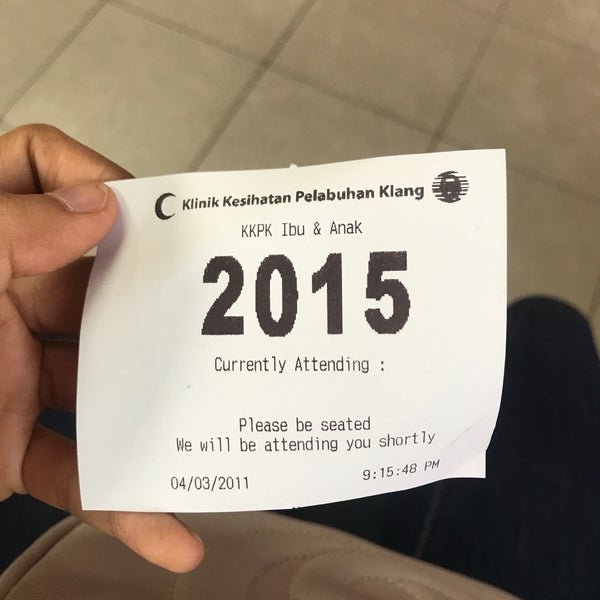 Klinik Kesihatan Pelabuhan Klang
KKPK Ibu & Anak
2015
Currently Attending :
Please be seated
We will be attending you shortly
04/03/2011 9:15:48 PM